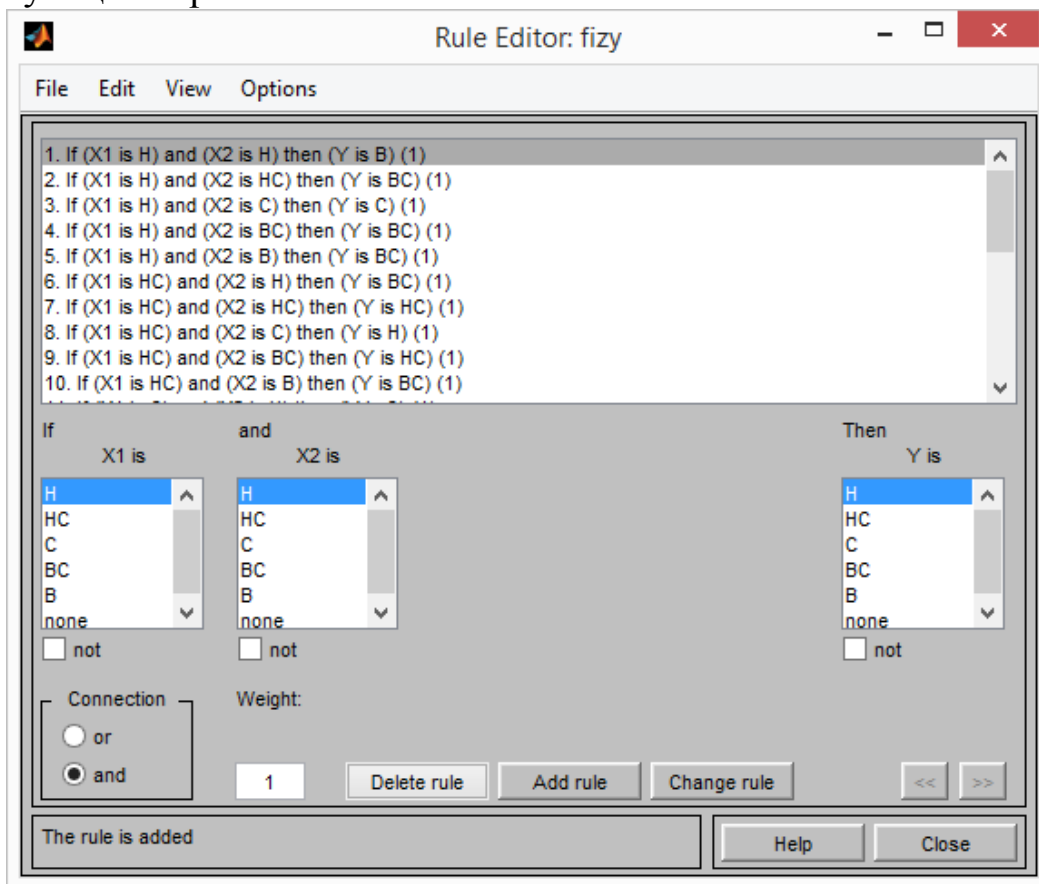 Rule Editor: fizy
File Edit View Options
1. If (X1 is H) and (X2 is H) then (Y is B) (1)
2. If (X1 is H) and (X2 is HC) then (Y is BC) (1)
3. If (X1 is H) and (X2 is C) then (Y is C) (1)
4. If (X1 is H) and (X2 is BC) then (Y is BC) (1)
5. If (X1 is H) and (X2 is B) then (Y is BC) (1)
6. If (X1 is HC) and (X2 is H) then (Y is BC) (1)
7. If (X1 is HC) and (X2 is HC) then (Y is HC) (1)
8. If (X1 is HC) and (X2 is C) then (Y is H) (1)
9. If (X1 is HC) and (X2 is BC) then (Y is HC) (1)
10. If (X1 is HC) and (X2 is B) then (Y is BC) (1)
If and Then
X1 is X2 is Y is
H H H
HC HC HC
C C C
BC BC BC
B B B
none none none
not not not
Connection Weight:
or
and 1 Delete rule Add rule Change rule << >>
The rule is added Help Close